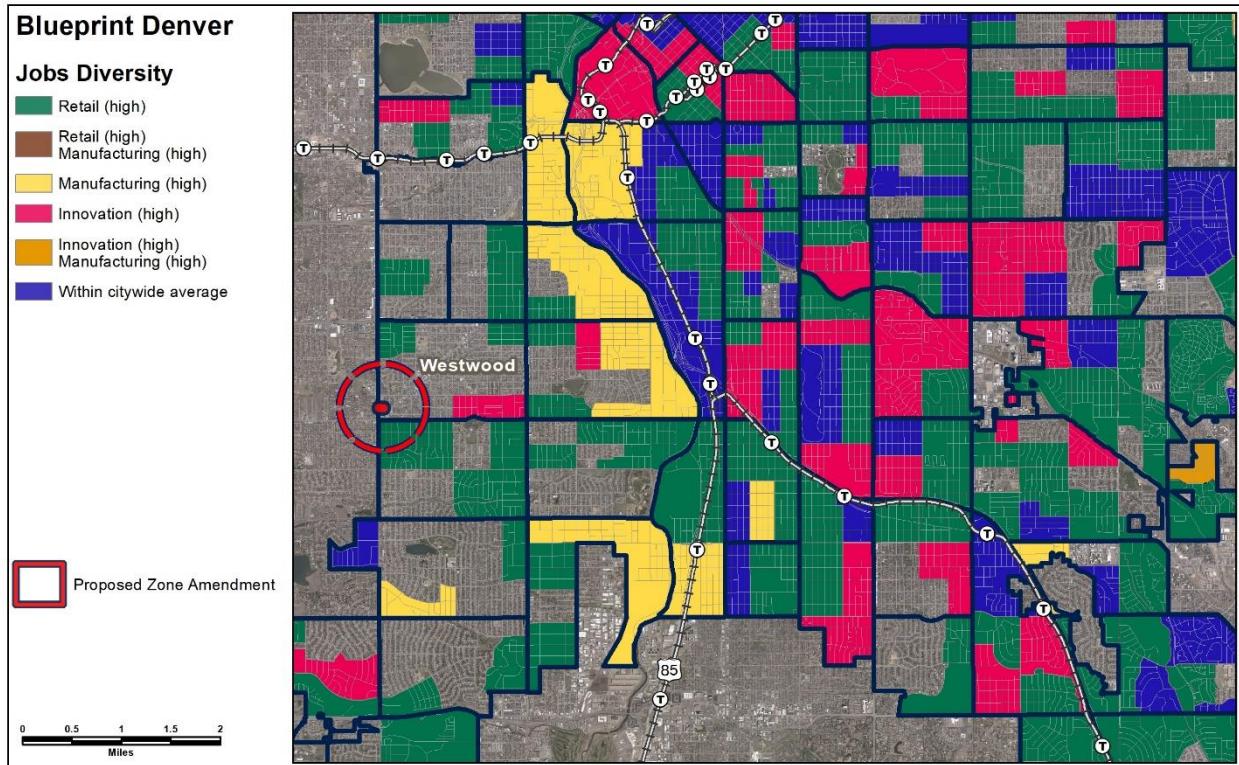 Blueprint Denver
Jobs Diversity
Retail (high)
Retail (high)
Manufacturing (high)
Manufacturing (high)
Innovation (high)
Innovation (high)
Manufacturing (high)
Within citywide average
Proposed Zone Amendment
0 0.5 1 1.5 2
Miles
T T
T
T T
T
T T
T T
T T
T T T T T
T
Westwood
T
T
T
T
T
T
T
85
T
T